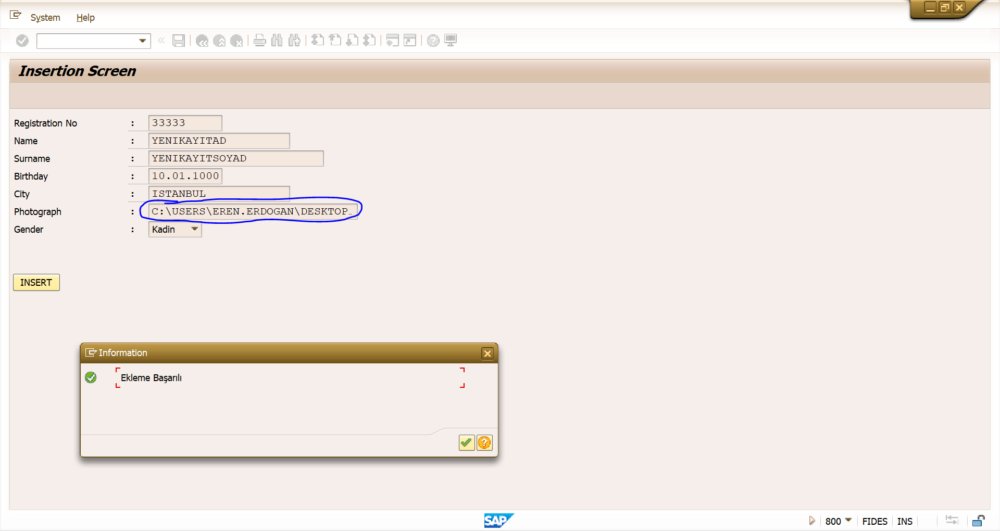 System Help
Insertion Screen
Registration No : 33333
Name : YENIKAYITAD
Surname : YENIKAYITSOYAD
Birthday : 10.01.1000
City : ISTANBUL
Photograph : C:\USERS\EREN.ERDOGAN\DESKTOP…
Gender : Kadin
INSERT
Information
Ekleme Başarılı
SAP
800 FIDES INS